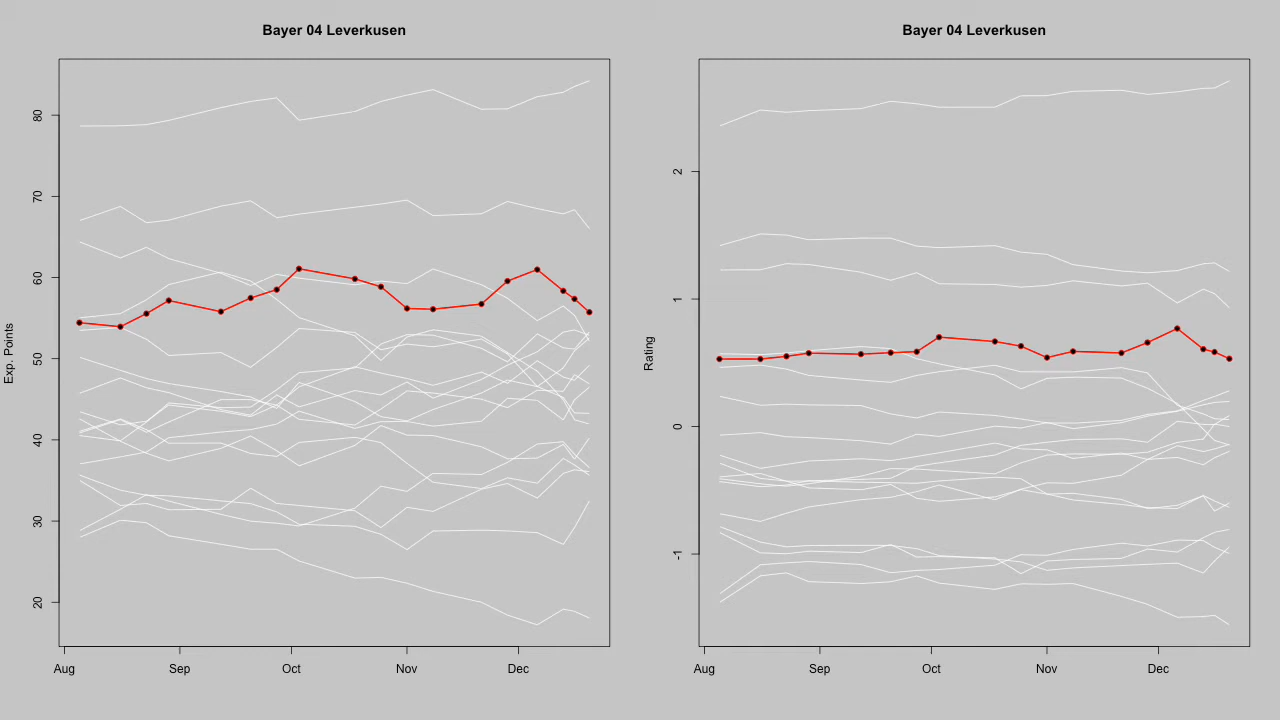 Bayer 04 Leverkusen
Exp. Points
80
70
60
50
40
30
20
Aug Sep Oct Nov Dec
Bayer 04 Leverkusen
Rating
2
1
0
-1
Aug Sep Oct Nov Dec